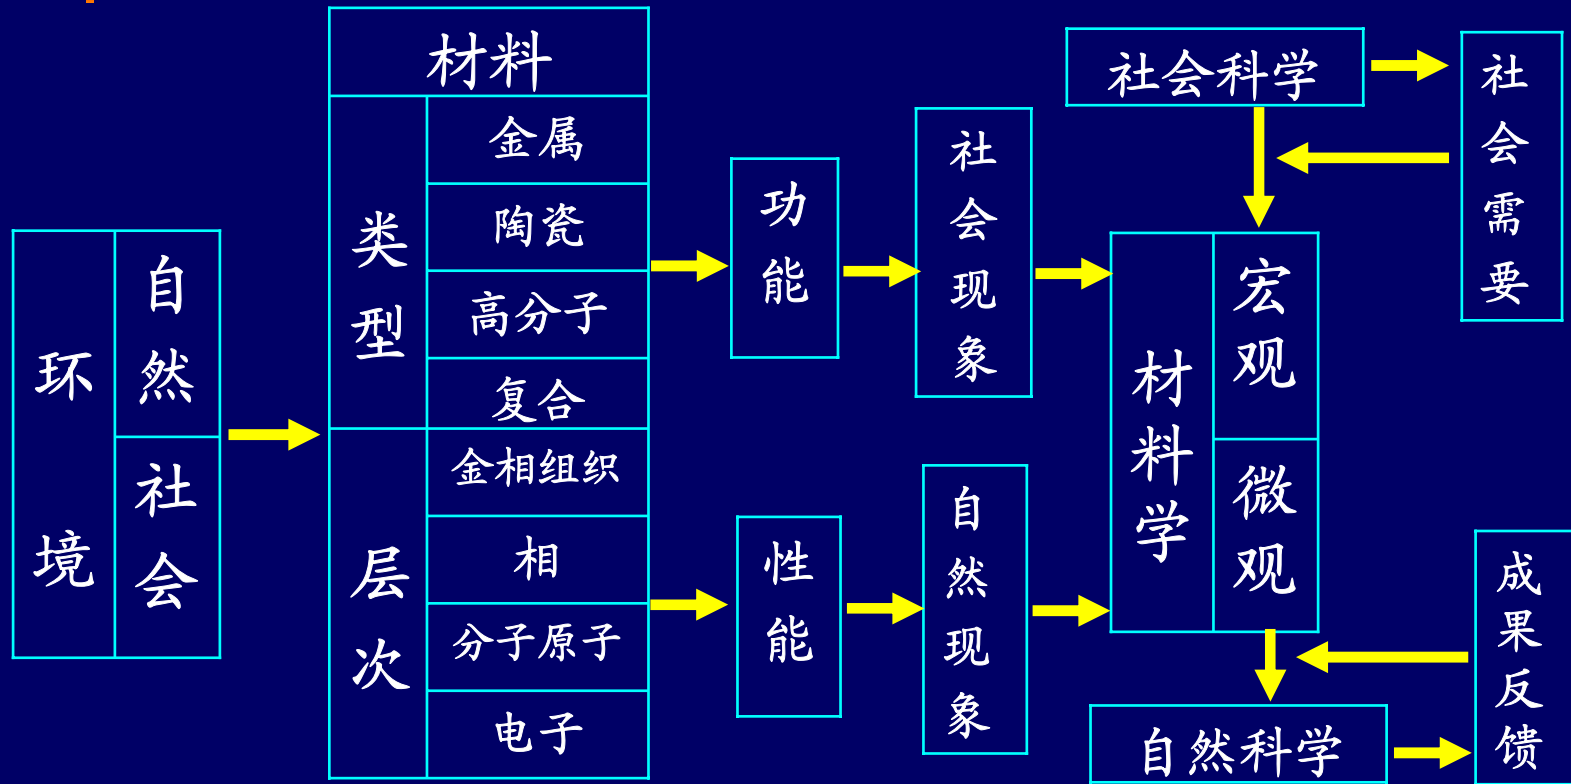 环境
自然
社会
材料
类型
金属
陶瓷
高分子
复合
层次
金相组织
相
分子原子
电子
功能
性能
社会现象
自然现象
社会科学
材料学
宏观
微观
自然科学
社会需要
成果反馈